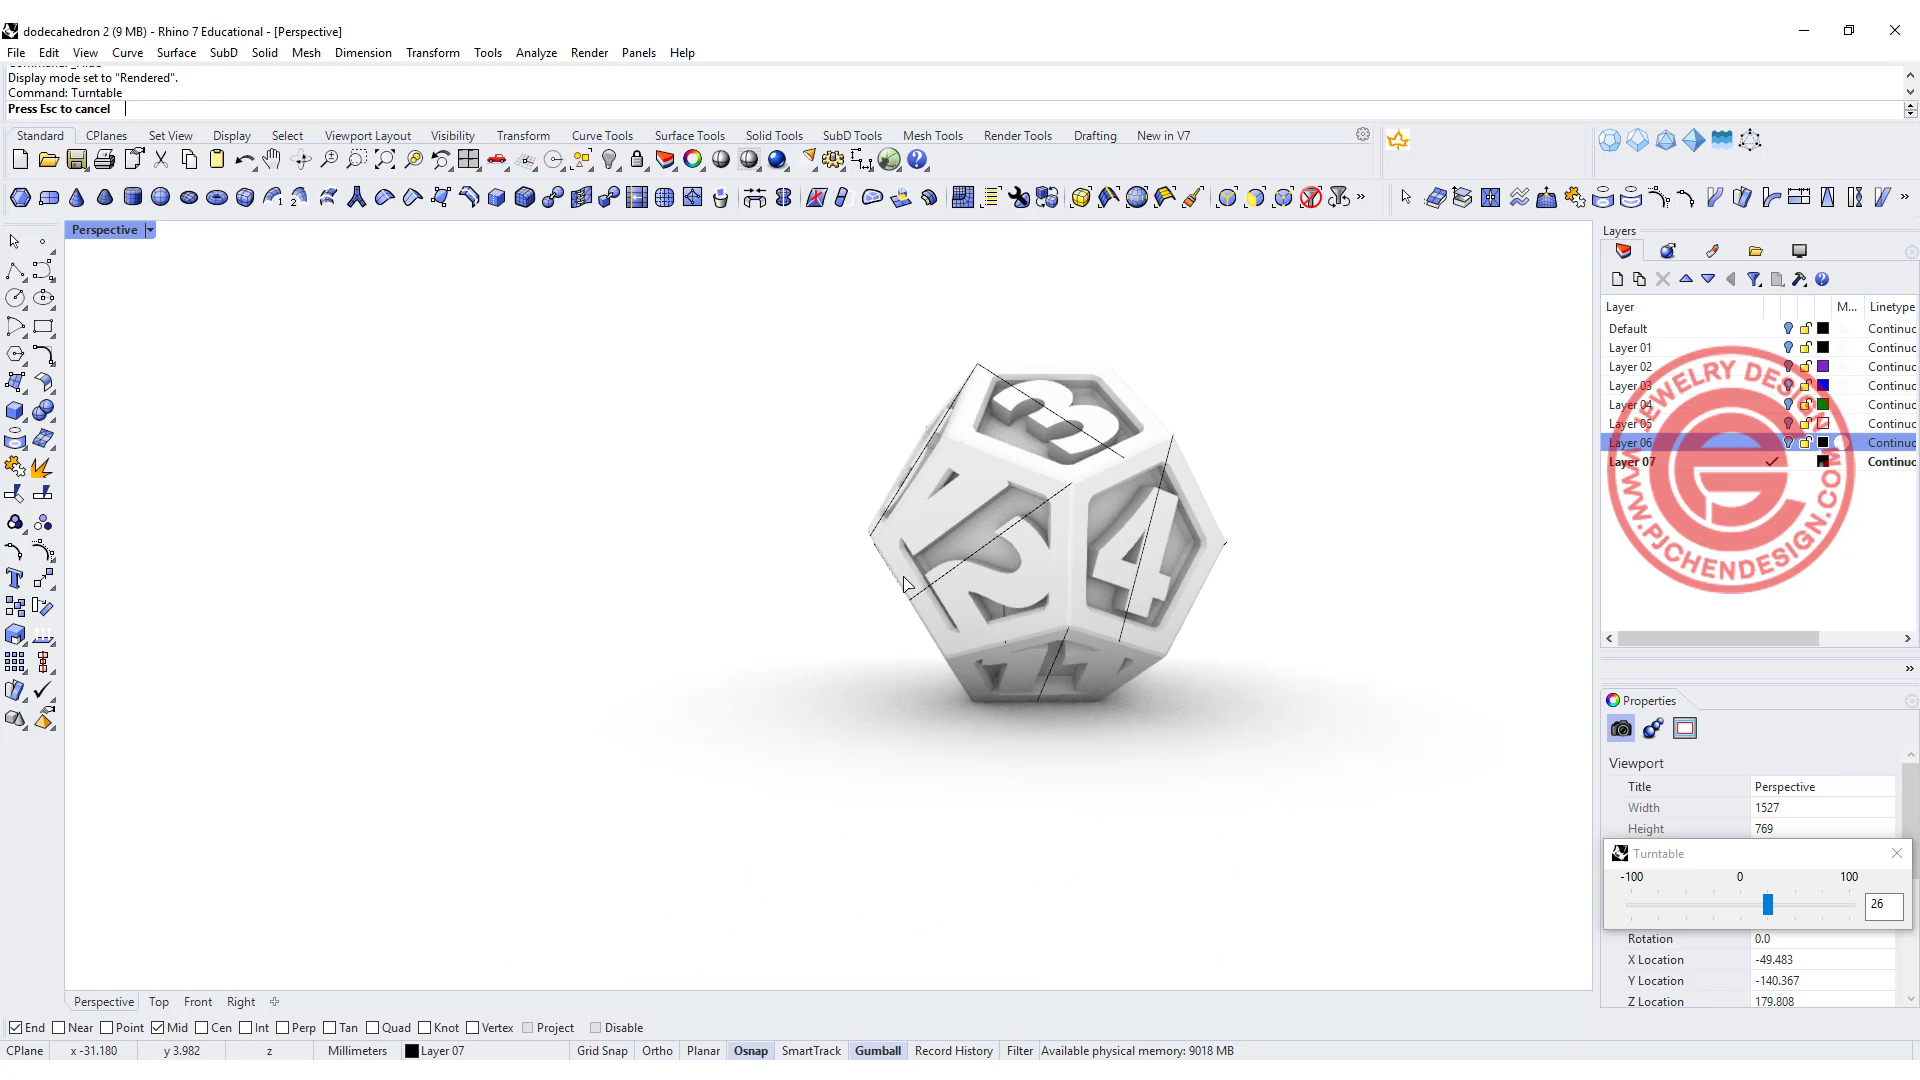 dodecahedron 2 (9 MB) - Rhino 7 Educational - [Perspective]
File Edit View Curve Surface SubD Solid Mesh Dimension Transform Tools Analyze Render Panels Help
Display mode set to "Rendered".
Command: Turntable
Press Esc to cancel
Standard CPlanes Set View Display Select Viewport Layout Visibility Transform Curve Tools Surface Tools Solid Tools SubD Tools Mesh Tools Render Tools Drafting New in V7
Perspective
3
12
4
11
Layers
Layer M... Linetype
Default Continuc
Layer 01 Continuc
Layer 02 Continuc
Layer 03 Continuc
Layer 04 Continuc
Layer 05 Continuc
Layer 06 Continuc
Layer 07 Continuc
JEWELRY DESIGN
WWW.PJCHENDESIGN.COM
Properties
Viewport
Title Perspective
Width 1527
Height 769
Turntable
-100 0 100
26
Rotation 0.0
X Location -49.483
Y Location -140.367
Z Location 179.808
Perspective Top Front Right
End Near Point Mid Cen Int Perp Tan Quad Knot Vertex Project Disable
CPlane x -31.180 y 3.982 z Millimeters Layer 07 Grid Snap Ortho Planar Osnap SmartTrack Gumball Record History Filter Available physical memory: 9018 MB